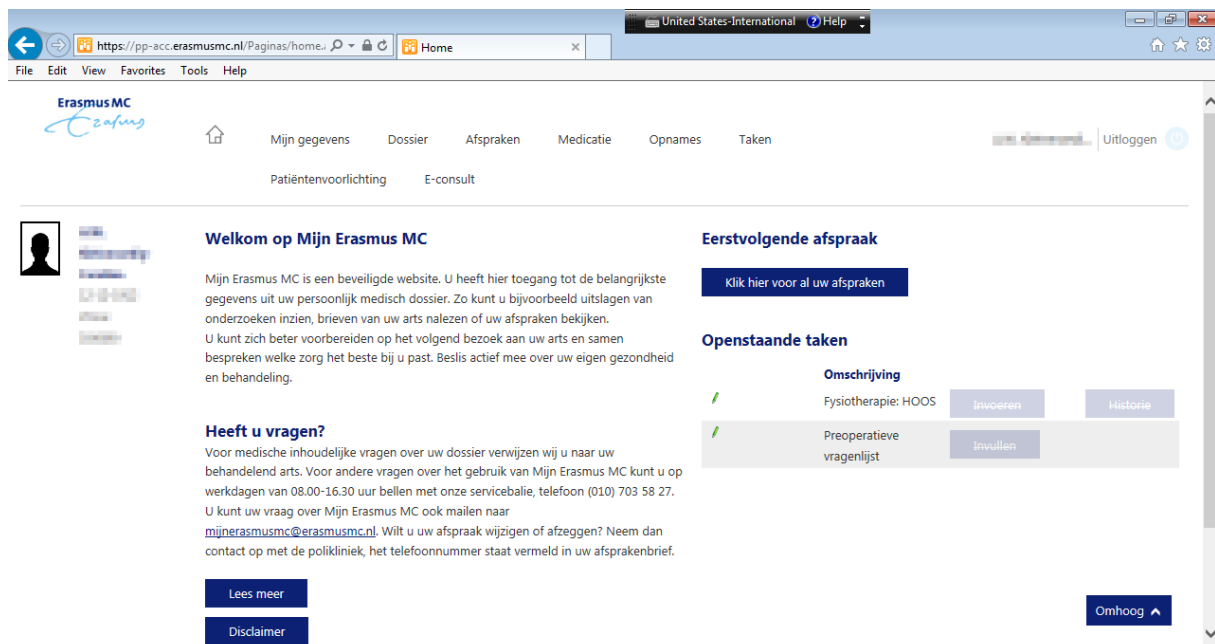 United States-International Help
https://pp-acc.erasmusmc.nl/Paginas/home.a
Home
File Edit View Favorites Tools Help
Erasmus MC
Erasmus
Mijn gegevens Dossier Afspraken Medicatie Opnames Taken
Uitloggen
Patiëntenvoorlichting E-consult
Welkom op Mijn Erasmus MC
Mijn Erasmus MC is een beveiligde website. U heeft hier toegang tot de belangrijkste
gegevens uit uw persoonlijk medisch dossier. Zo kunt u bijvoorbeeld uitslagen van
onderzoeken inzien, brieven van uw arts nalezen of uw afspraken bekijken.
U kunt zich beter voorbereiden op het volgend bezoek aan uw arts en samen
bespreken welke zorg het beste bij u past. Beslis actief mee over uw eigen gezondheid
en behandeling.
Heeft u vragen?
Voor medische inhoudelijke vragen over uw dossier verwijzen wij u naar uw
behandelend arts. Voor andere vragen over het gebruik van Mijn Erasmus MC kunt u op
werkdagen van 08.00-16.30 uur bellen met onze servicebalie, telefoon (010) 703 58 27.
U kunt uw vraag over Mijn Erasmus MC ook mailen naar
mijnerasmusmc@erasmusmc.nl. Wilt u uw afspraak wijzigen of afzeggen? Neem dan
contact op met de polikliniek, het telefoonnummer staat vermeld in uw afsprakenbrief.
Lees meer
Disclaimer
Eerstvolgende afspraak
Klik hier voor al uw afspraken
Openstaande taken
Omschrijving
Fysiotherapie: HOOS Invoeren Historie
Preoperatieve
vragenlijst
Invullen
Omhoog